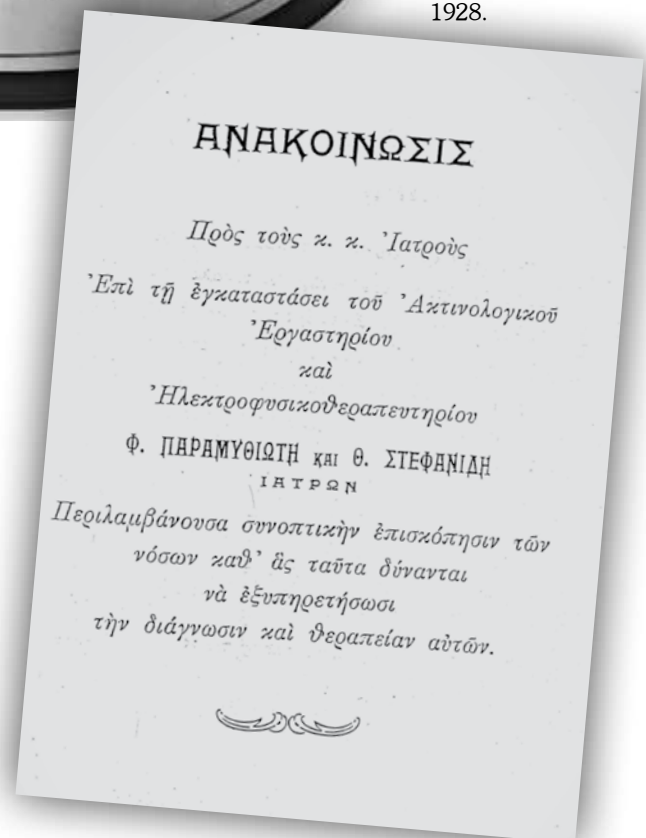 1928.
ΑΝΑΚΟΙΝΩΣΙΣ
Πρὸς τοὺς κ. κ. Ἰατροὺς
Ἐπὶ τῇ ἐγκαταστάσει τοῦ Ἀκτινολογικοῦ
Ἐργαστηρίου
καὶ
Ἠλεκτροφυσικοθεραπευτηρίου
Φ. ΠΑΡΑΜΥΘΙΩΤΗ ΚΑΙ Θ. ΣΤΕΦΑΝΙΔΗ
ΙΑΤΡΩΝ
Περιλαμβάνουσα συνοπτικὴν ἐπισκόπησιν τῶν
νόσων καθ' ἃς ταῦτα δύνανται
νὰ ἐξυπηρετήσωσι
τὴν διάγνωσιν καὶ θεραπείαν αὐτῶν.